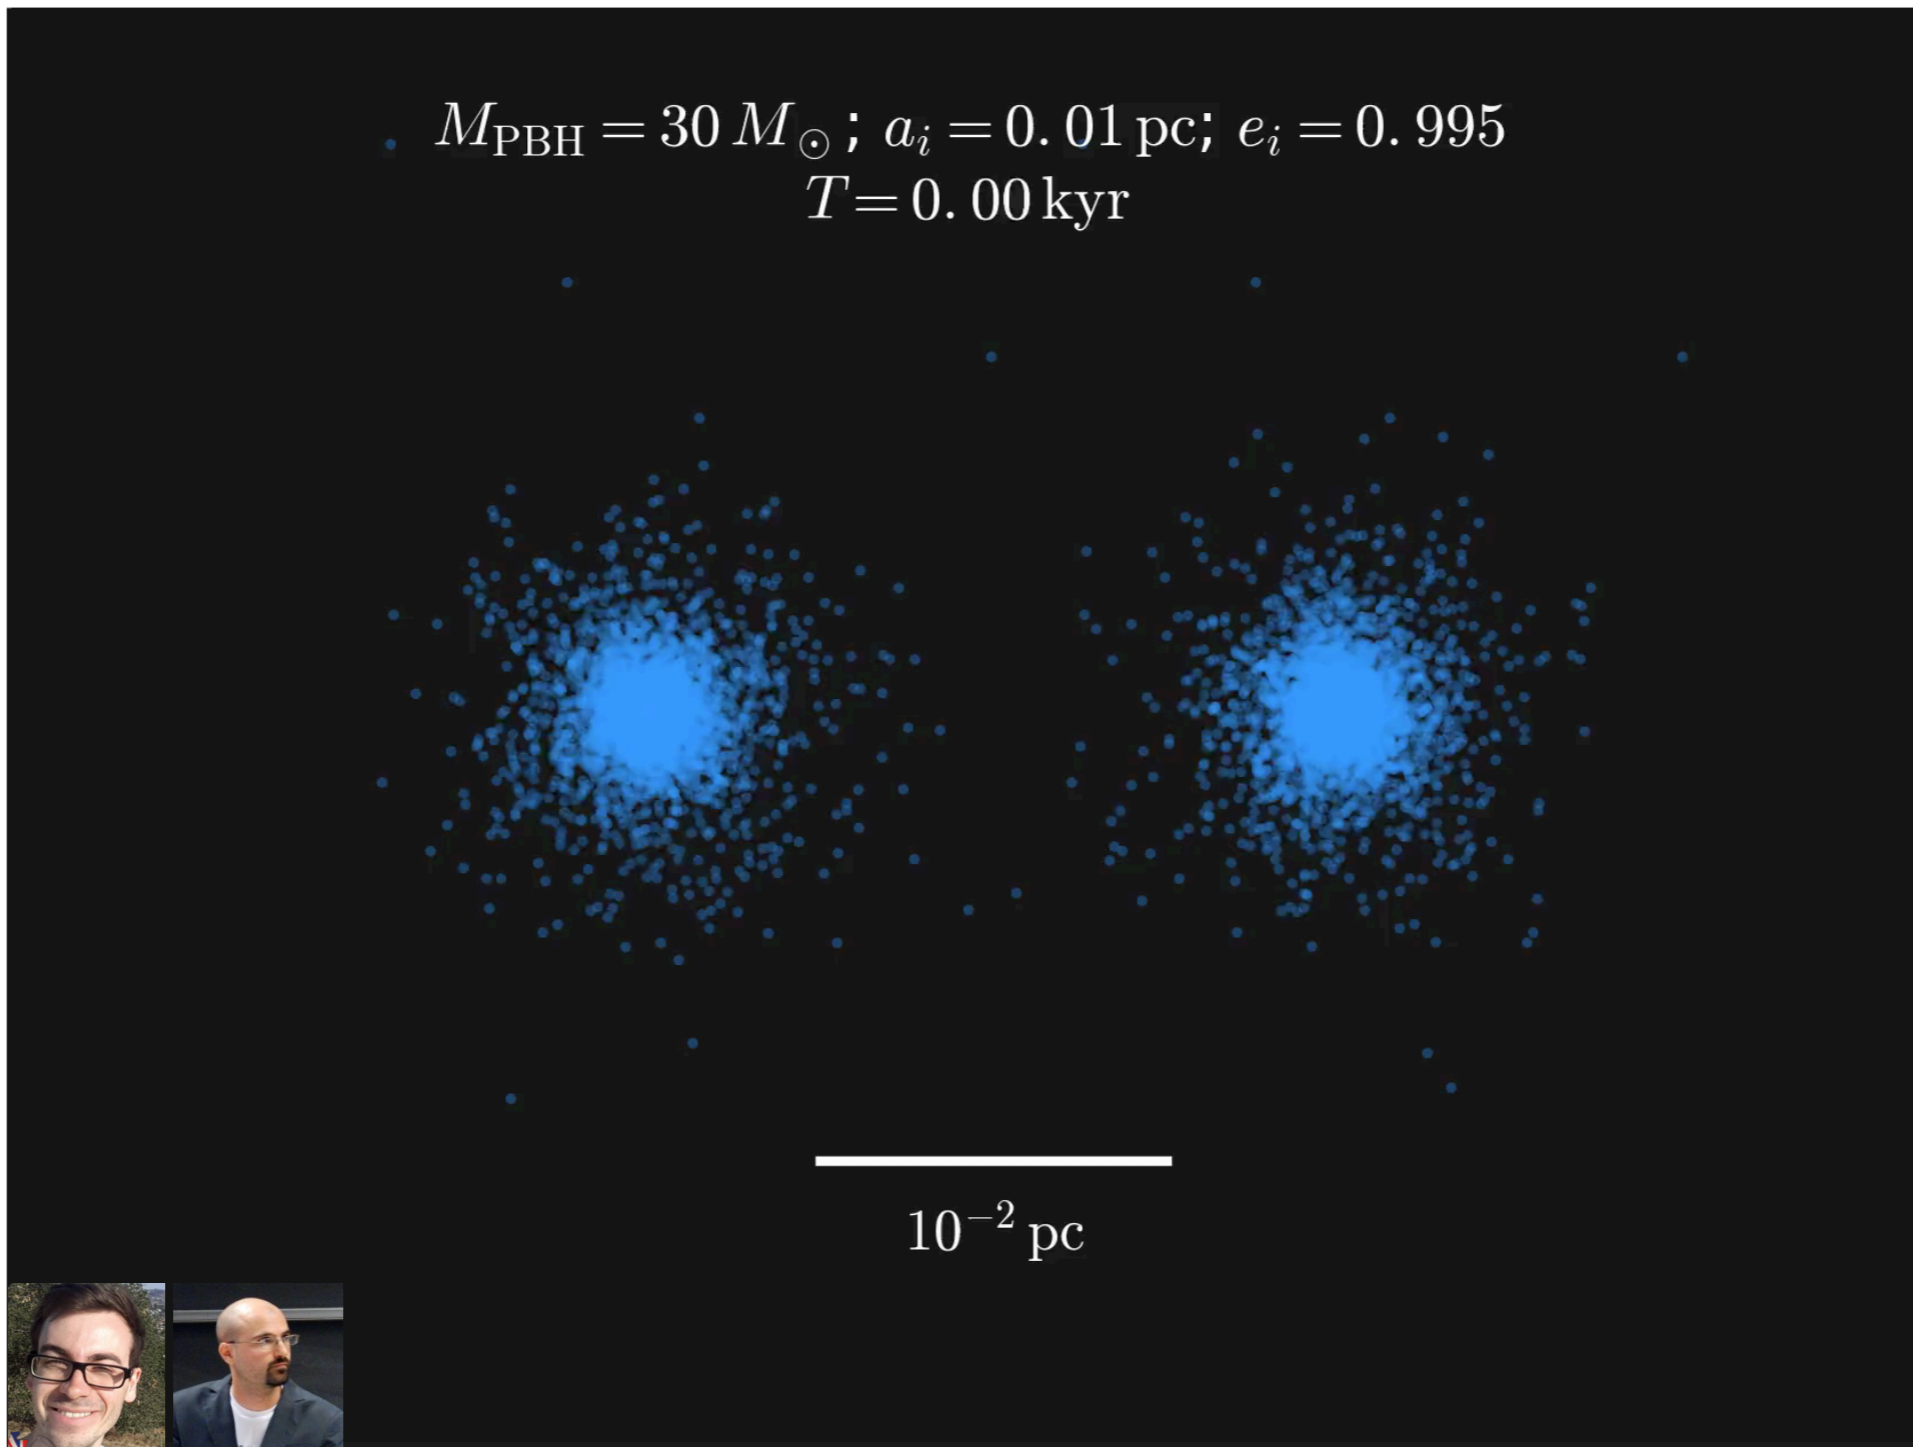 M_PBH = 30 M_⊙ ; a_i = 0.01 pc; e_i = 0.995
T = 0.00 kyr
10^−2 pc